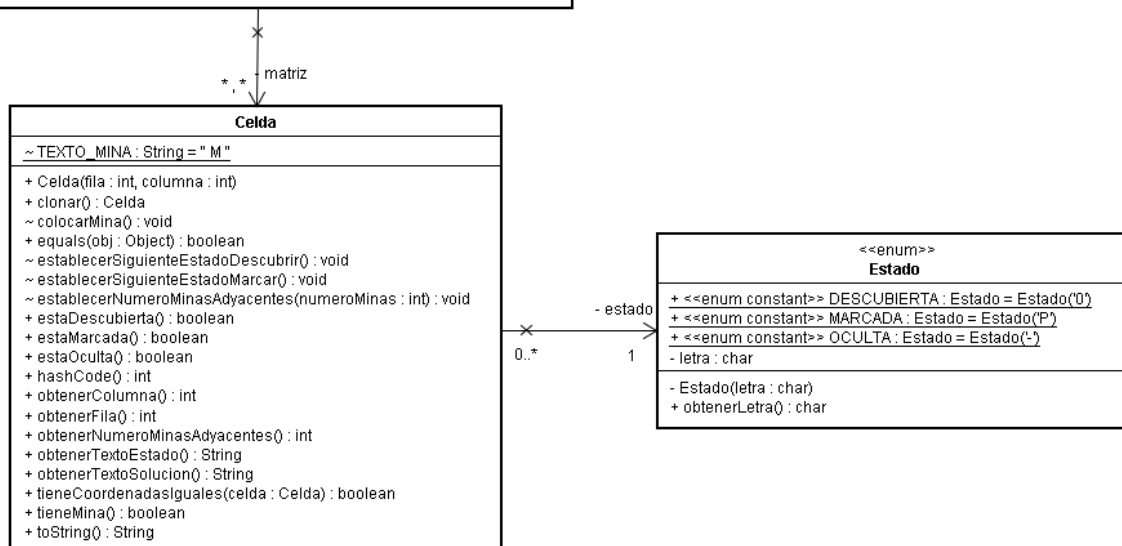 - matriz
*,*
Celda
~ TEXTO_MINA : String = " M "
+ Celda(fila : int, columna : int)
+ clonar() : Celda
~ colocarMina() : void
+ equals(obj : Object) : boolean
~ establecerSiguienteEstadoDescubrir() : void
~ establecerSiguienteEstadoMarcar() : void
~ establecerNumeroMinasAdyacentes(numeroMinas : int) : void
+ estaDescubierta() : boolean
+ estaMarcada() : boolean
+ estaOculta() : boolean
+ hashCode() : int
+ obtenerColumna() : int
+ obtenerFila() : int
+ obtenerNumeroMinasAdyacentes() : int
+ obtenerTextoEstado() : String
+ obtenerTextoSolucion() : String
+ tieneCoordenadasIguales(celda : Celda) : boolean
+ tieneMina() : boolean
+ toString() : String
- estado
0..*
1
<<enum>>
Estado
+ <<enum constant>> DESCUBIERTA : Estado = Estado('0')
+ <<enum constant>> MARCADA : Estado = Estado('P')
+ <<enum constant>> OCULTA : Estado = Estado('-')
- letra : char
- Estado(letra : char)
+ obtenerLetra() : char